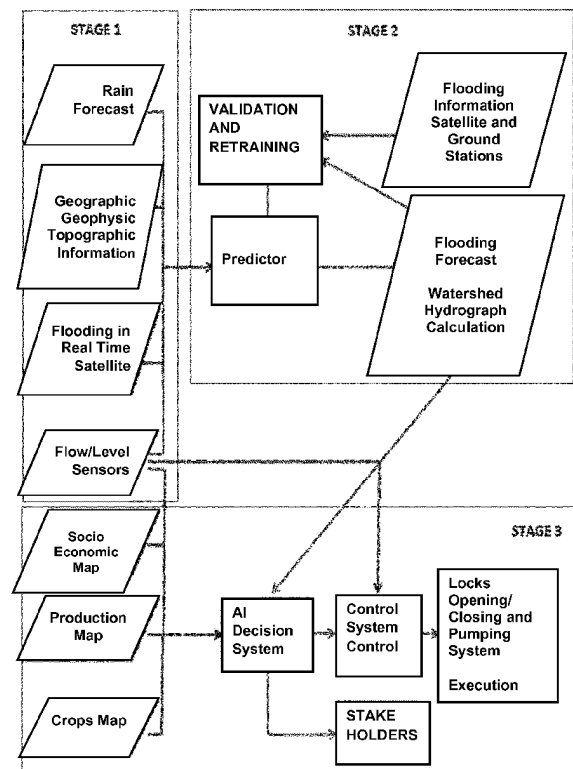 STAGE 1
Rain
Forecast
Geographic
Geophysic
Topographic
Information
Flooding in
Real Time
Satellite
Flow/Level
Sensors
STAGE 2
VALIDATION
AND
RETRAINING
Flooding
Information
Satellite and
Ground
Stations
Predictor
Flooding
Forecast
Watershed
Hydrograph
Calculation
STAGE 3
Socio
Economic
Map
Production
Map
Crops Map
AI
Decision
System
Control
System
Control
Locks
Opening/
Closing and
Pumping
System
Execution
STAKE
HOLDERS